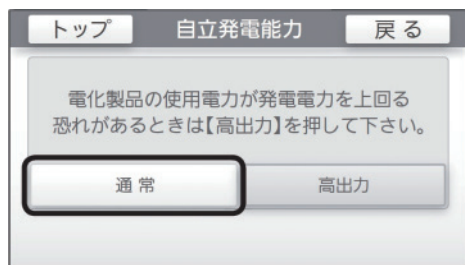 トップ 自立発電能力 戻る
電化製品の使用電力が発電電力を上回る
恐れがあるときは【高出力】を押して下さい。
通常 高出力